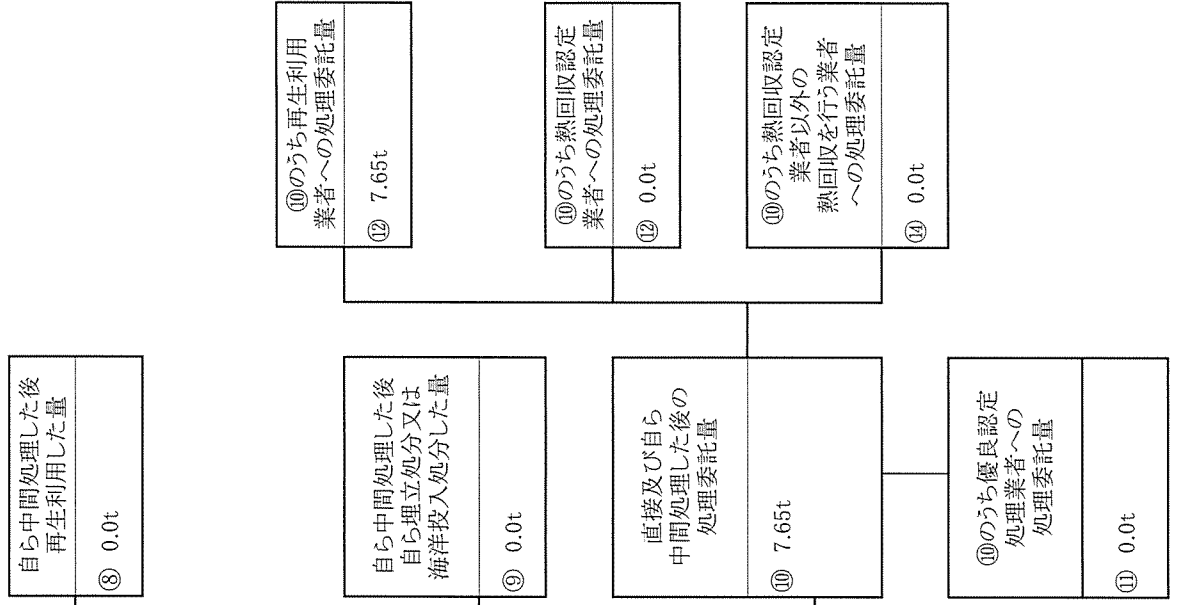 自ら中間処理した後
再生利用した量
⑧ 0.0t
自ら中間処理した後
自ら埋立処分又は
海洋投入処分した量
⑨ 0.0t
直接及び自ら
中間処理した後の
処理委託量
⑩ 7.65t
⑩のうち優良認定
処理業者への
処理委託量
⑪ 0.0t
⑩のうち再生利用
業者への処理委託量
⑫ 7.65t
⑩のうち熱回収認定
業者への処理委託量
⑫ 0.0t
⑩のうち熱回収認定
業者以外の
熱回収を行う業者
への処理委託量
⑭ 0.0t